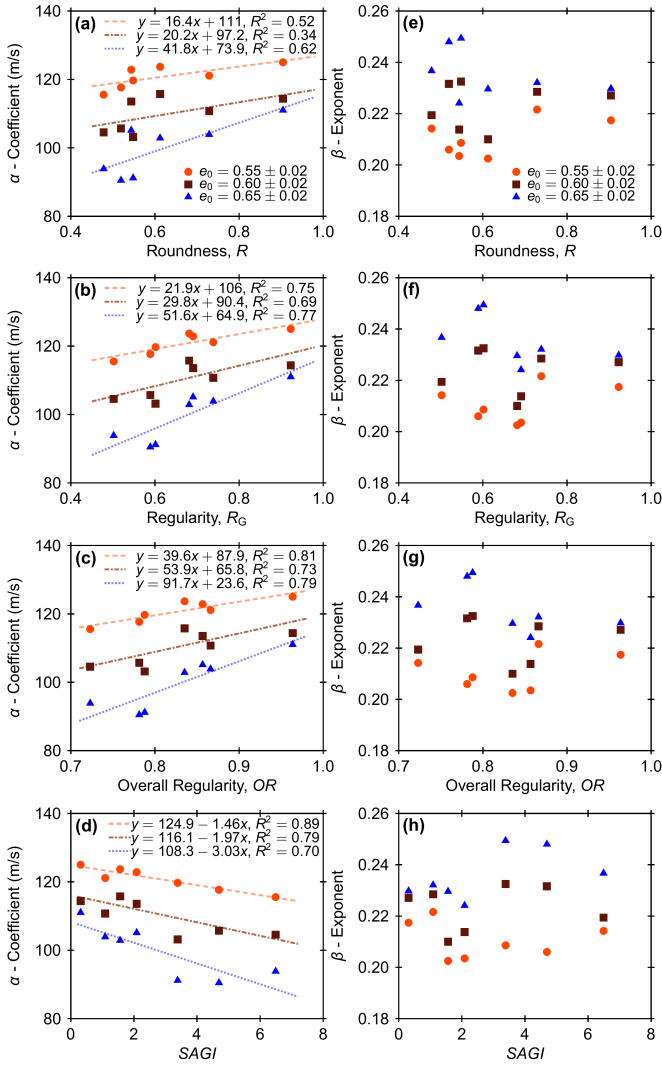 (a)
y = 16.4x + 111, R² = 0.52
y = 20.2x + 97.2, R² = 0.34
y = 41.8x + 73.9, R² = 0.62
140
120
100
80
α - Coefficient (m/s)
e₀ = 0.55 ± 0.02
e₀ = 0.60 ± 0.02
e₀ = 0.65 ± 0.02
0.4 0.6 0.8 1.0
Roundness, R
(e)
0.26
0.24
0.22
0.20
0.18
β - Exponent
e₀ = 0.55 ± 0.02
e₀ = 0.60 ± 0.02
e₀ = 0.65 ± 0.02
0.4 0.6 0.8 1.0
Roundness, R
(b)
y = 21.9x + 106, R² = 0.75
y = 29.8x + 90.4, R² = 0.69
y = 51.6x + 64.9, R² = 0.77
140
120
100
80
α - Coefficient (m/s)
0.4 0.6 0.8 1.0
Regularity, R_G
(f)
0.26
0.24
0.22
0.20
0.18
β - Exponent
0.4 0.6 0.8 1.0
Regularity, R_G
(c)
y = 39.6x + 87.9, R² = 0.81
y = 53.9x + 65.8, R² = 0.73
y = 91.7x + 23.6, R² = 0.79
140
120
100
80
α - Coefficient (m/s)
0.7 0.8 0.9 1.0
Overall Regularity, OR
(g)
0.26
0.24
0.22
0.20
0.18
β - Exponent
0.7 0.8 0.9 1.0
Overall Regularity, OR
(d)
y = 124.9 − 1.46x, R² = 0.89
y = 116.1 − 1.97x, R² = 0.79
y = 108.3 − 3.03x, R² = 0.70
140
120
100
80
α - Coefficient (m/s)
0 2 4 6 8
SAGI
(h)
0.26
0.24
0.22
0.20
0.18
β - Exponent
0 2 4 6 8
SAGI